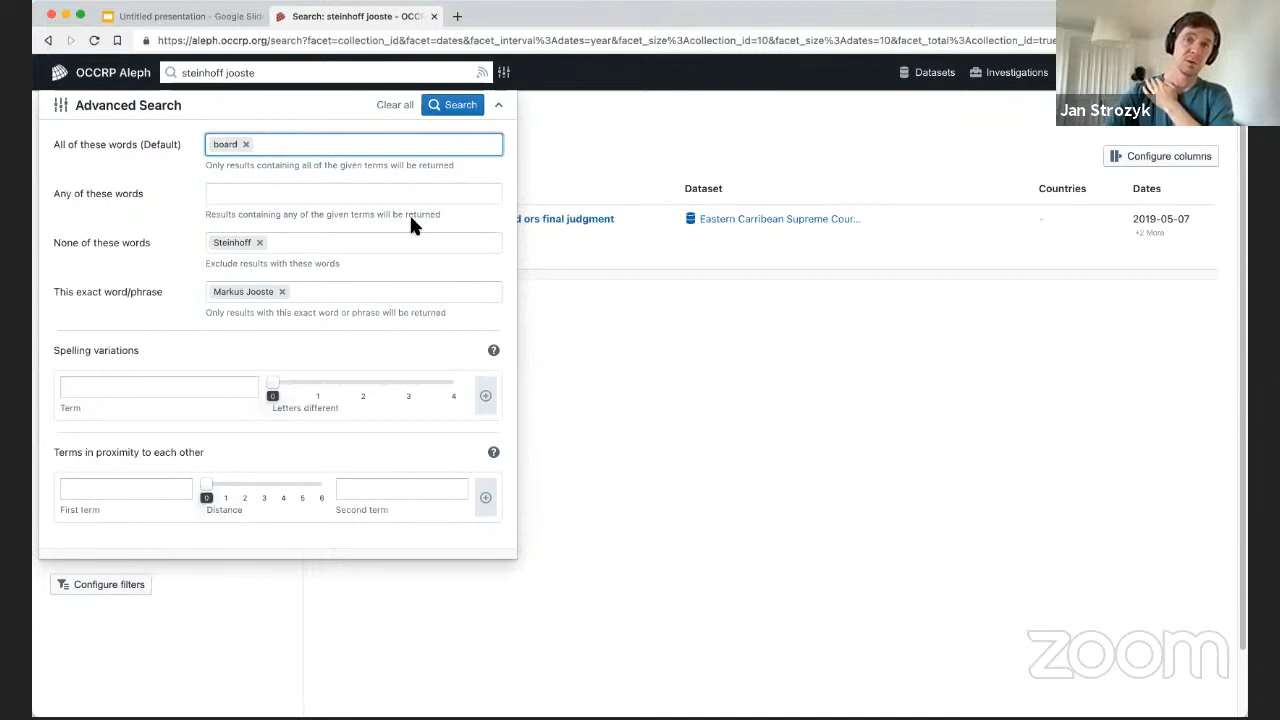 Untitled presentation - Google Slid
Search: steinhoff jooste - OCC
https://aleph.occrp.org/search?facet=collection_id&facet=dates&facet_interval%3Adates=year&facet_size%3Acollection_id=10&facet_size%3Adates=10&facet_total%3Acollection_id=true
OCCRP Aleph
steinhoff jooste
Datasets
Investigations
Jan Strozyk
Advanced Search
Clear all
Search
All of these words (Default)
board
Only results containing all of the given terms will be returned
Any of these words
Results containing any of the given terms will be returned
None of these words
Steinhoff
Exclude results with these words
This exact word/phrase
Markus Jooste
Only results with this exact word or phrase will be returned
Spelling variations
0 1 2 3 4
Term
Letters different
Terms in proximity to each other
0 1 2 3 4 5 6
First term
Distance
Second term
Configure filters
Configure columns
Dataset
Countries
Dates
d ors final judgment
Eastern Carribean Supreme Cour...
-
2019-05-07
+2 More
zoom